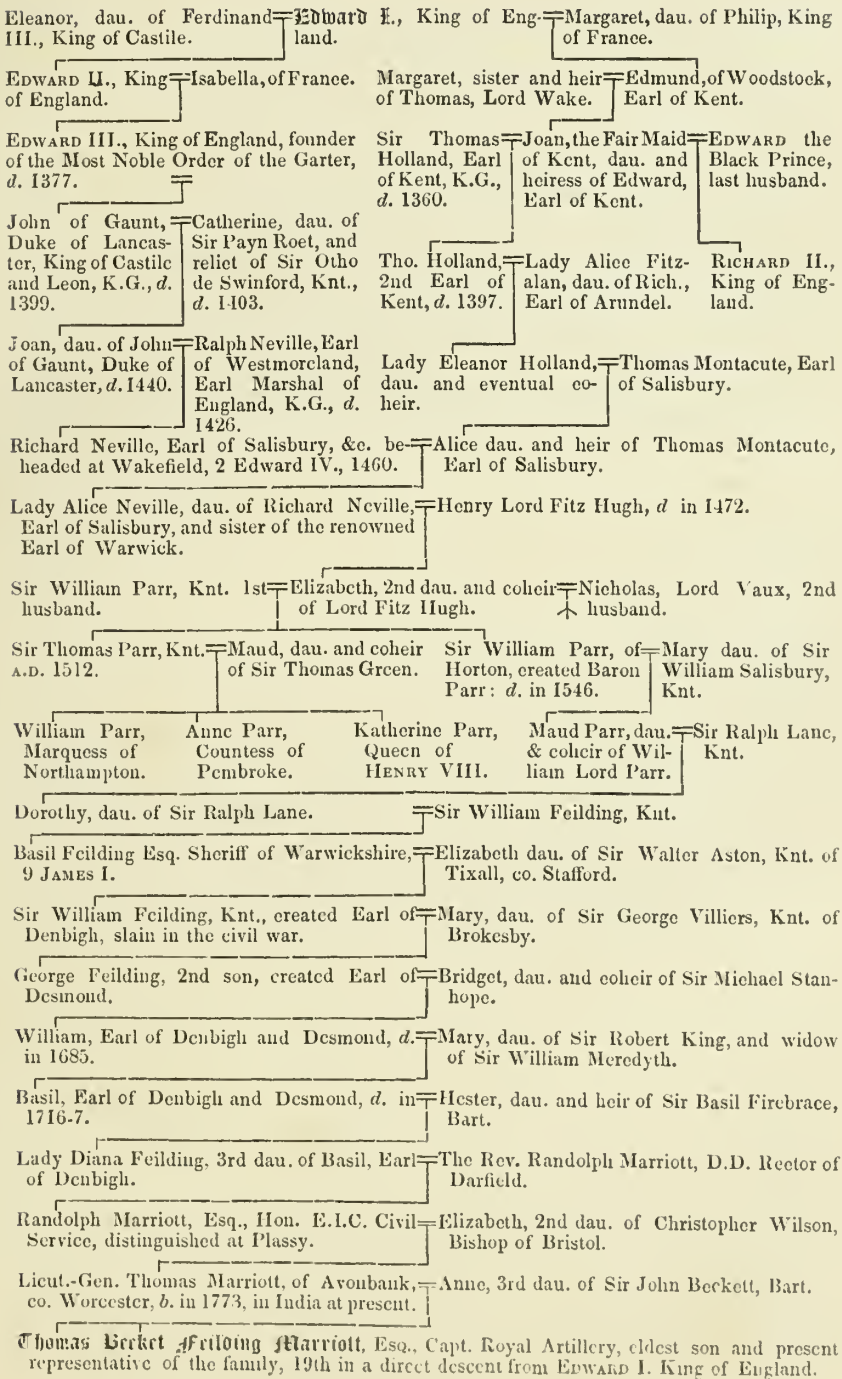 Eleanor, dau. of Ferdinand
III., King of Castile.
Edward I., King of Eng-
land.
Margaret, dau. of Philip, King
of France.
EDWARD II., King
of England.
Isabella, of France.
Margaret, sister and heir
of Thomas, Lord Wake.
Edmund, of Woodstock,
Earl of Kent.
EDWARD III., King of England, founder
of the Most Noble Order of the Garter,
d. 1377.
Sir Thomas
Holland, Earl
of Kent, K.G.,
d. 1360.
Joan, the Fair Maid
of Kent, dau. and
heiress of Edward,
Earl of Kent.
EDWARD the
Black Prince,
last husband.
John of Gaunt,
Duke of Lancas-
ter, King of Castile
and Leon, K.G., d.
1399.
Catherine, dau. of
Sir Payn Roet, and
relict of Sir Otho
de Swinford, Knt.,
d. 1403.
Tho. Holland,
2nd Earl of
Kent, d. 1397.
Lady Alice Fitz-
alan, dau. of Rich.,
Earl of Arundel.
RICHARD II.,
King of Eng-
land.
Joan, dau. of John
of Gaunt, Duke of
Lancaster, d. 1440.
Ralph Neville, Earl
of Westmoreland,
Earl Marshal of
England, K.G., d.
1426.
Lady Eleanor Holland,
dau. and eventual co-
heir.
Thomas Montacute, Earl
of Salisbury.
Richard Neville, Earl of Salisbury, &c. be-
headed at Wakefield, 2 Edward IV., 1460.
Alice dau. and heir of Thomas Montacute,
Earl of Salisbury.
Lady Alice Neville, dau. of Richard Neville,
Earl of Salisbury, and sister of the renowned
Earl of Warwick.
Henry Lord Fitz Hugh, d in 1472.
Sir William Parr, Knt. 1st
husband.
Elizabeth, 2nd dau. and coheir
of Lord Fitz Hugh.
Nicholas, Lord Vaux, 2nd
husband.
Sir Thomas Parr, Knt.
A.D. 1512.
Maud, dau. and coheir
of Sir Thomas Green.
Sir William Parr, of
Horton, created Baron
Parr: d. in 1546.
Mary dau. of Sir
William Salisbury,
Knt.
William Parr,
Marquess of
Northampton.
Anne Parr,
Countess of
Pembroke.
Katherine Parr,
Queen of
HENRY VIII.
Maud Parr, dau.
& coheir of Wil-
liam Lord Parr.
Sir Ralph Lane,
Knt.
Dorothy, dau. of Sir Ralph Lane.
Sir William Feilding, Knt.
Basil Feilding Esq. Sheriff of Warwickshire,
9 JAMES I.
Elizabeth dau. of Sir Walter Aston, Knt. of
Tixall, co. Stafford.
Sir William Feilding, Knt., created Earl of
Denbigh, slain in the civil war.
Mary, dau. of Sir George Villiers, Knt. of
Brokesby.
George Feilding, 2nd son, created Earl of
Desmond.
Bridget, dau. and coheir of Sir Michael Stan-
hope.
William, Earl of Denbigh and Desmond, d.
in 1685.
Mary, dau. of Sir Robert King, and widow
of Sir William Meredyth.
Basil, Earl of Denbigh and Desmond, d. in
1716-7.
Hester, dau. and heir of Sir Basil Firebrace,
Bart.
Lady Diana Feilding, 3rd dau. of Basil, Earl
of Denbigh.
The Rev. Randolph Marriott, D.D. Rector of
Darfield.
Randolph Marriott, Esq., Hon. E.I.C. Civil
Service, distinguished at Plassy.
Elizabeth, 2nd dau. of Christopher Wilson,
Bishop of Bristol.
Lieut.-Gen. Thomas Marriott, of Avonbank,
co. Worcester, b. in 1773, in India at present.
Anne, 3rd dau. of Sir John Beckett, Bart.
Thomas Becket Feilding Marriott, Esq., Capt. Royal Artillery, eldest son and present
representative of the family, 19th in a direct descent from EDWARD I. King of England.